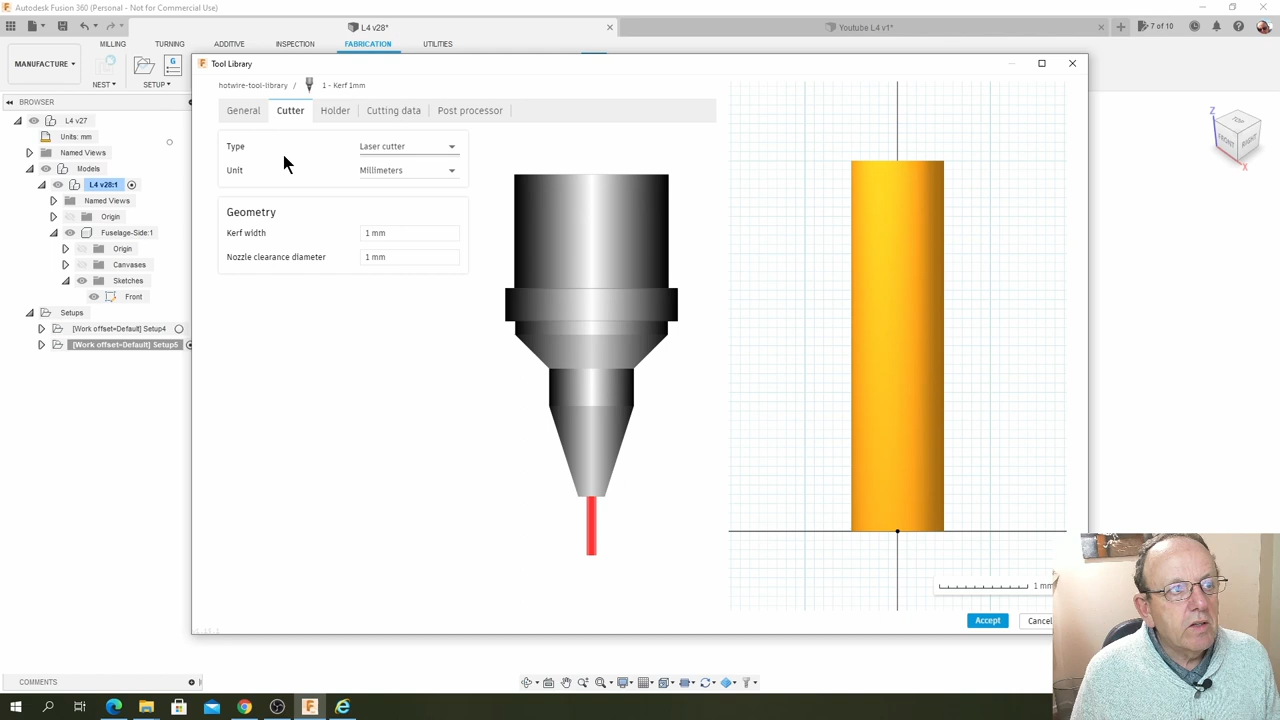 Autodesk Fusion 360 (Personal - Not for Commercial Use)
L4 v28*
Youtube L4 v1*
7 of 10
MANUFACTURE
MILLING
TURNING
ADDITIVE
INSPECTION
FABRICATION
UTILITIES
NEST
SETUP
BROWSER
L4 v27
Units: mm
Named Views
Models
L4 v28:1
Named Views
Origin
Fuselage-Side:1
Origin
Canvases
Sketches
Front
Setups
[Work offset=Default] Setup4
[Work offset=Default] Setup5
Tool Library
hotwire-tool-library / 1 - Kerf 1mm
General
Cutter
Holder
Cutting data
Post processor
Type
Laser cutter
Unit
Millimeters
Geometry
Kerf width
1 mm
Nozzle clearance diameter
1 mm
1 mm
Accept
Cancel
Z
TOP
FRONT
RIGHT
X
COMMENTS